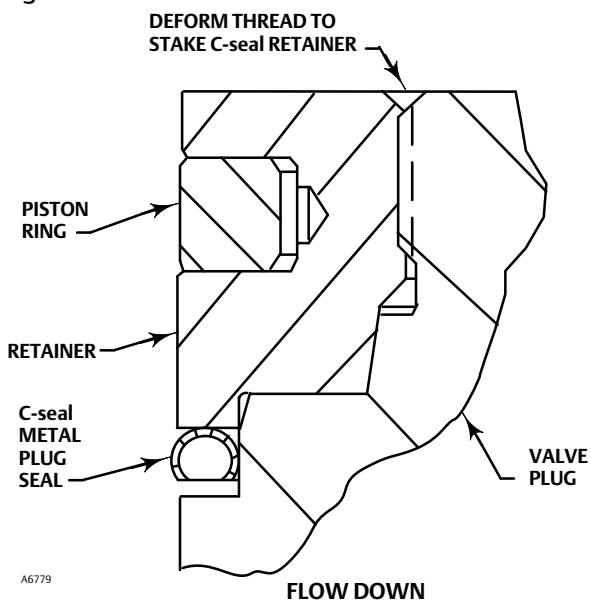 DEFORM THREAD TO
STAKE C-seal RETAINER
PISTON
RING
RETAINER
C-seal
METAL
PLUG
SEAL
VALVE
PLUG
A6779
FLOW DOWN